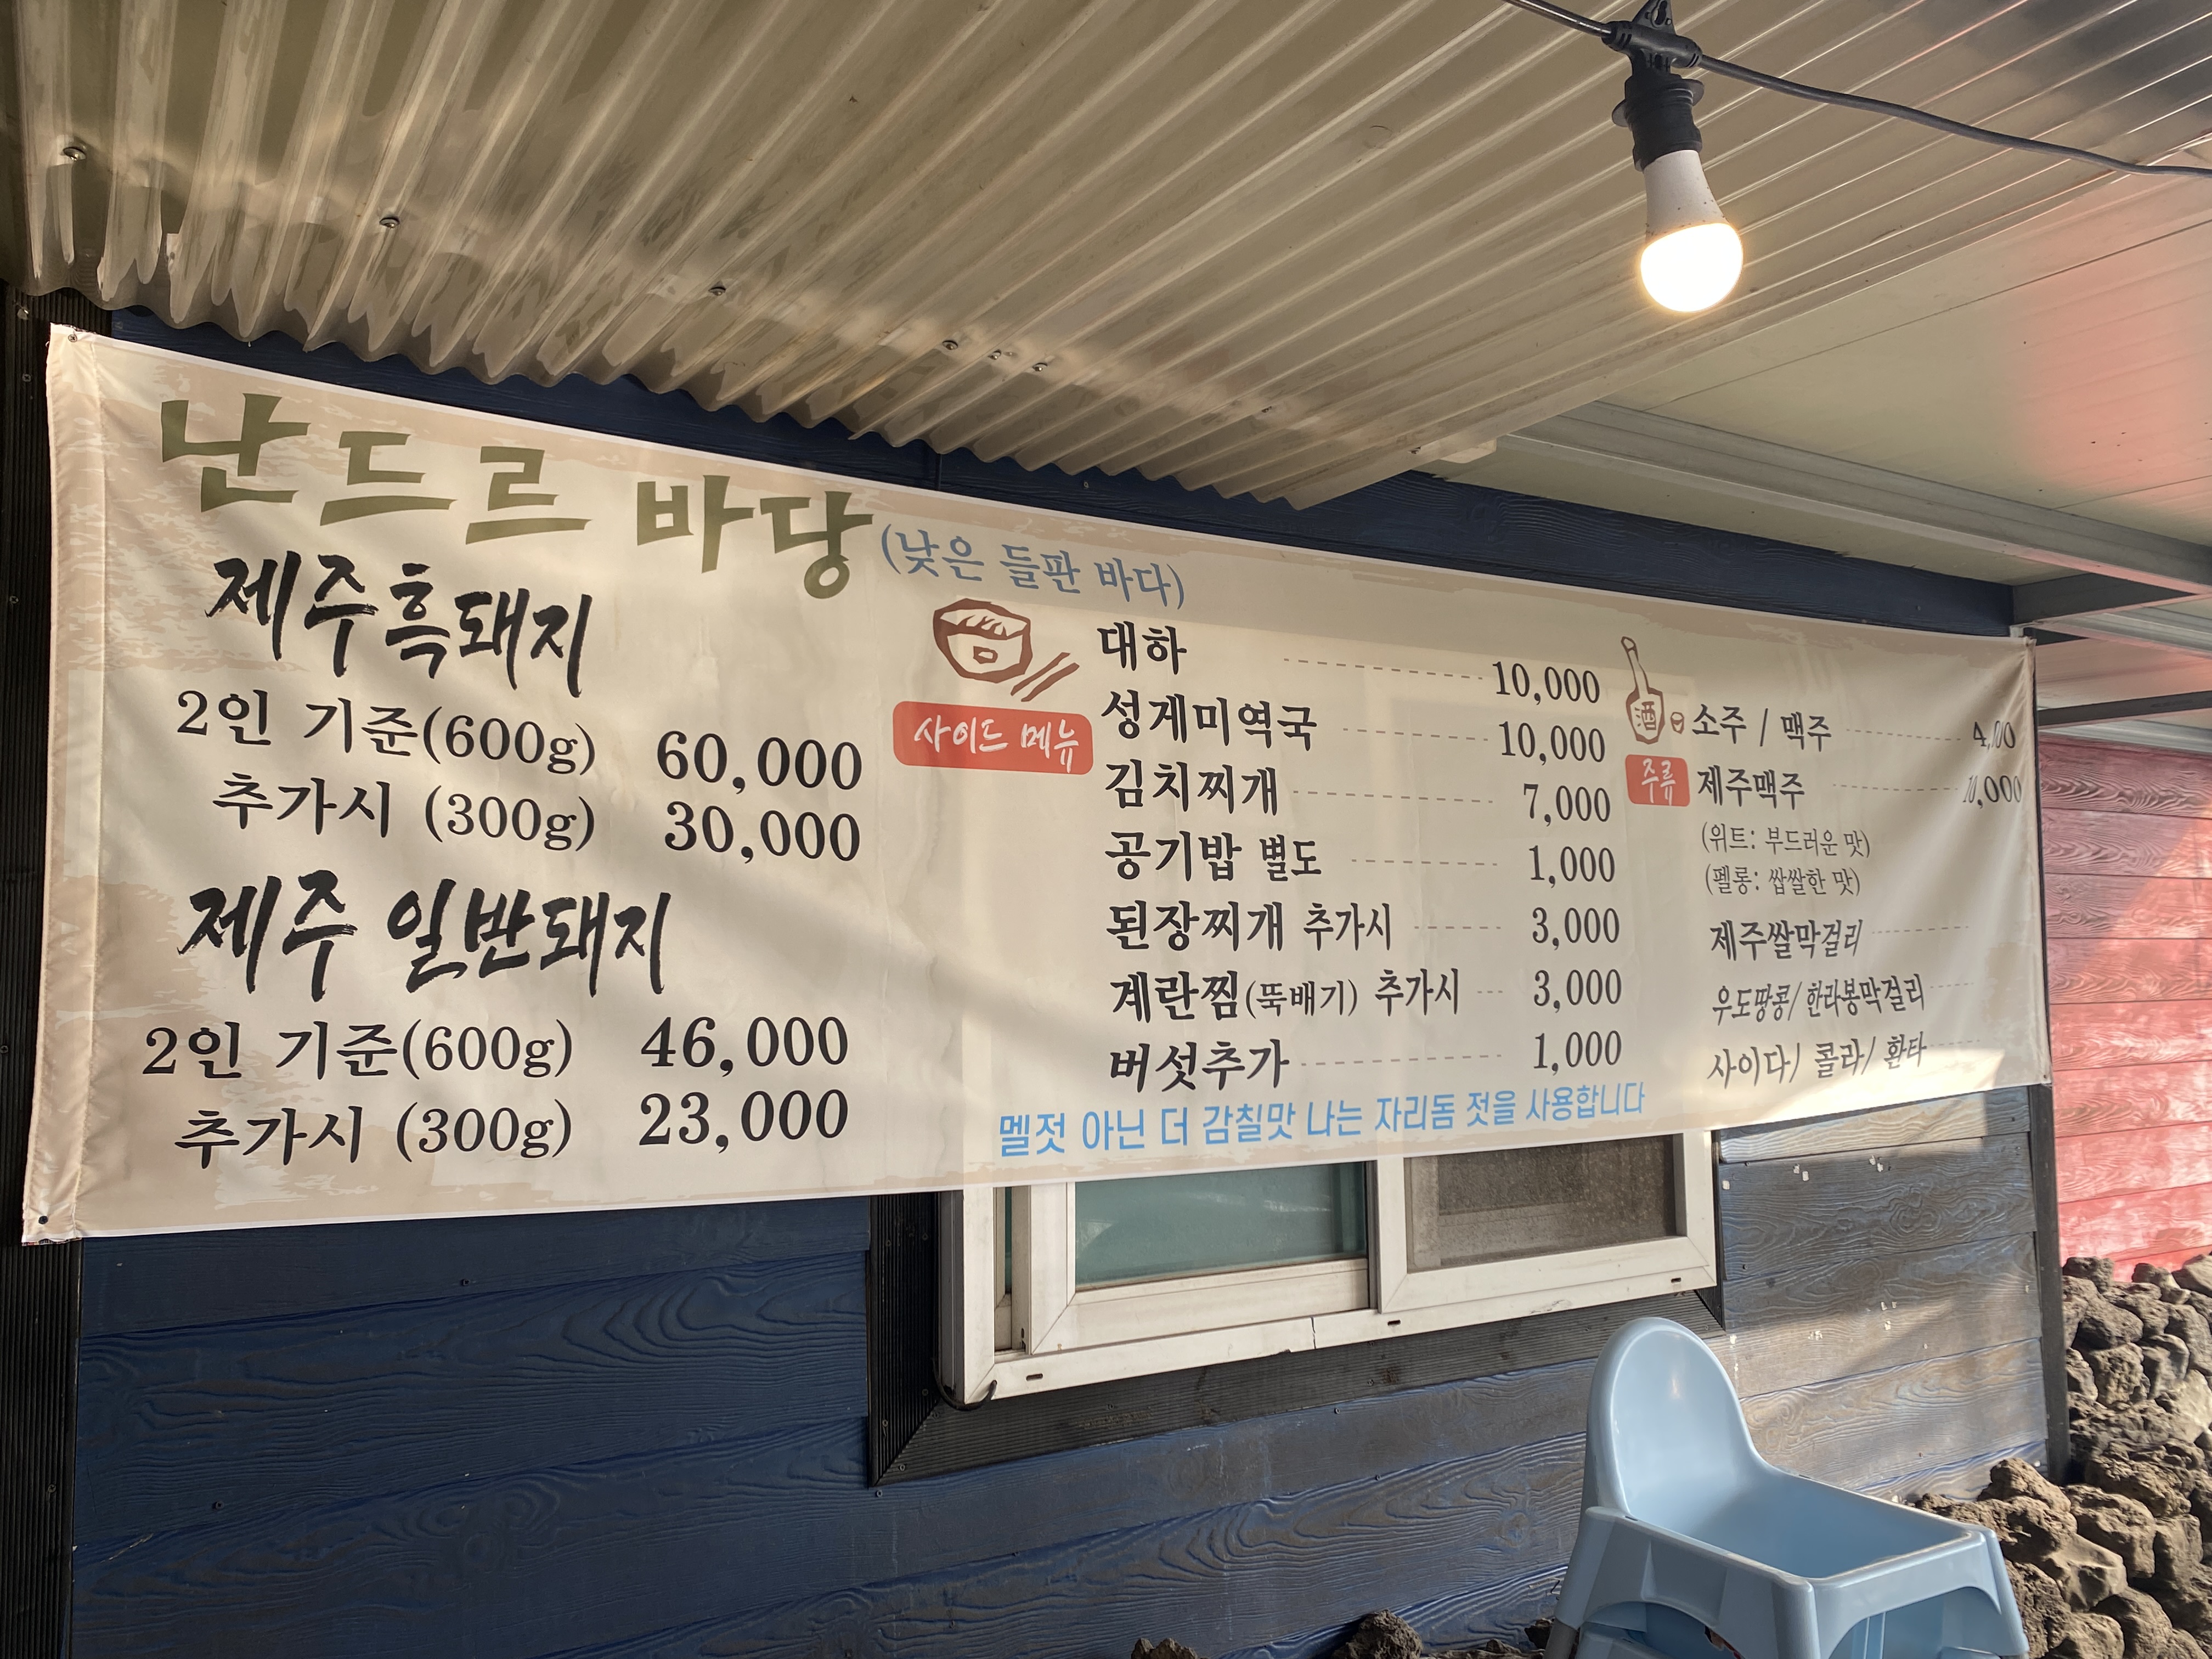 난드르 바당 (낮은 들판 바다)
제주흑돼지
2인 기준(600g) 60,000
추가시 (300g) 30,000
제주 일반돼지
2인 기준(600g) 46,000
추가시 (300g) 23,000
사이드 메뉴
대하 10,000
성게미역국 10,000
김치찌개 7,000
공기밥 별도 1,000
된장찌개 추가시 3,000
계란찜(뚝배기) 추가시 3,000
버섯추가 1,000
멜젓 아닌 더 감칠맛 나는 자리돔 젓을 사용합니다
酒
주류
소주 / 맥주
제주맥주
(위트: 부드러운 맛)
(펠롱: 쌉쌀한 맛)
제주쌀막걸리
우도땅콩/ 한라봉막걸리
사이다/ 콜라/ 환타